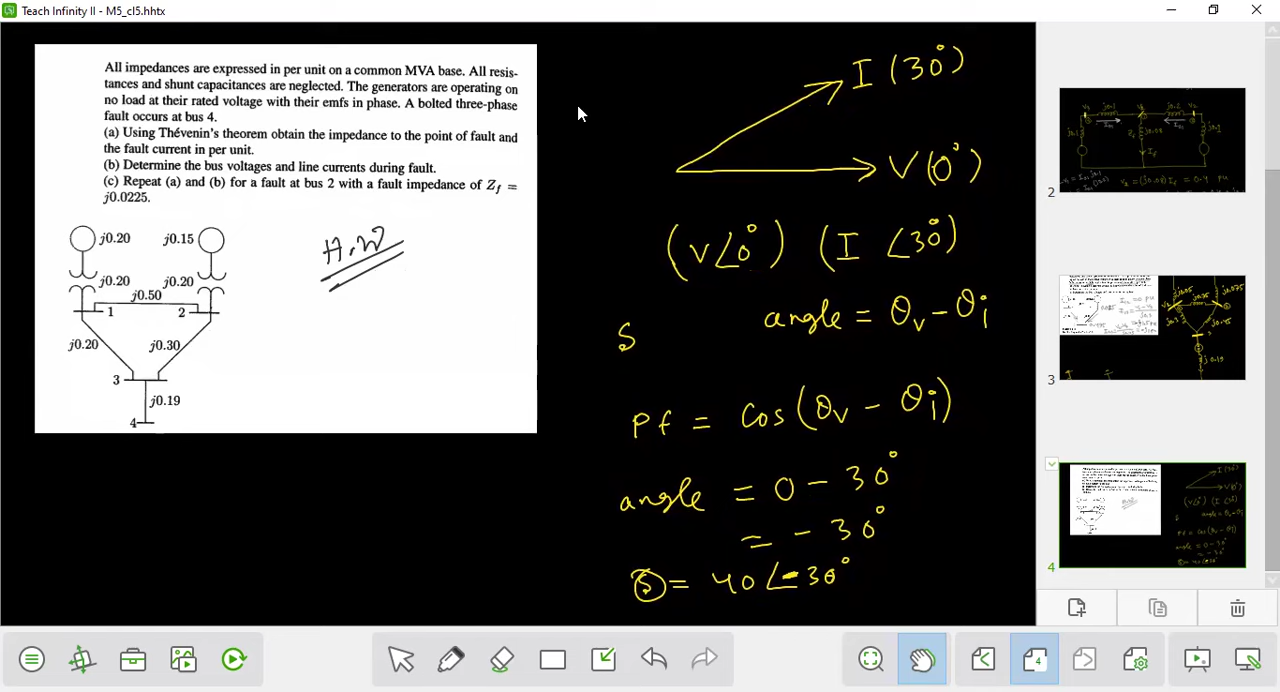 Teach Infinity II - M5_cl5.hhtx
All impedances are expressed in per unit on a common MVA base. All resis-
tances and shunt capacitances are neglected. The generators are operating on
no load at their rated voltage with their emfs in phase. A bolted three-phase
fault occurs at bus 4.
(a) Using Thévenin's theorem obtain the impedance to the point of fault and
the fault current in per unit.
(b) Determine the bus voltages and line currents during fault.
(c) Repeat (a) and (b) for a fault at bus 2 with a fault impedance of Zf =
j0.0225.
j0.20
j0.15
j0.20
j0.20
j0.50
1
2
j0.20
j0.30
3
j0.19
4
H.W
I (30°)
V (0°)
(V∠0°) (I ∠30°)
angle = θv - θi
S
Pf = Cos(θv - θi)
angle = 0 - 30°
= - 30°
S = 40 ∠-30°
2
3
4
4